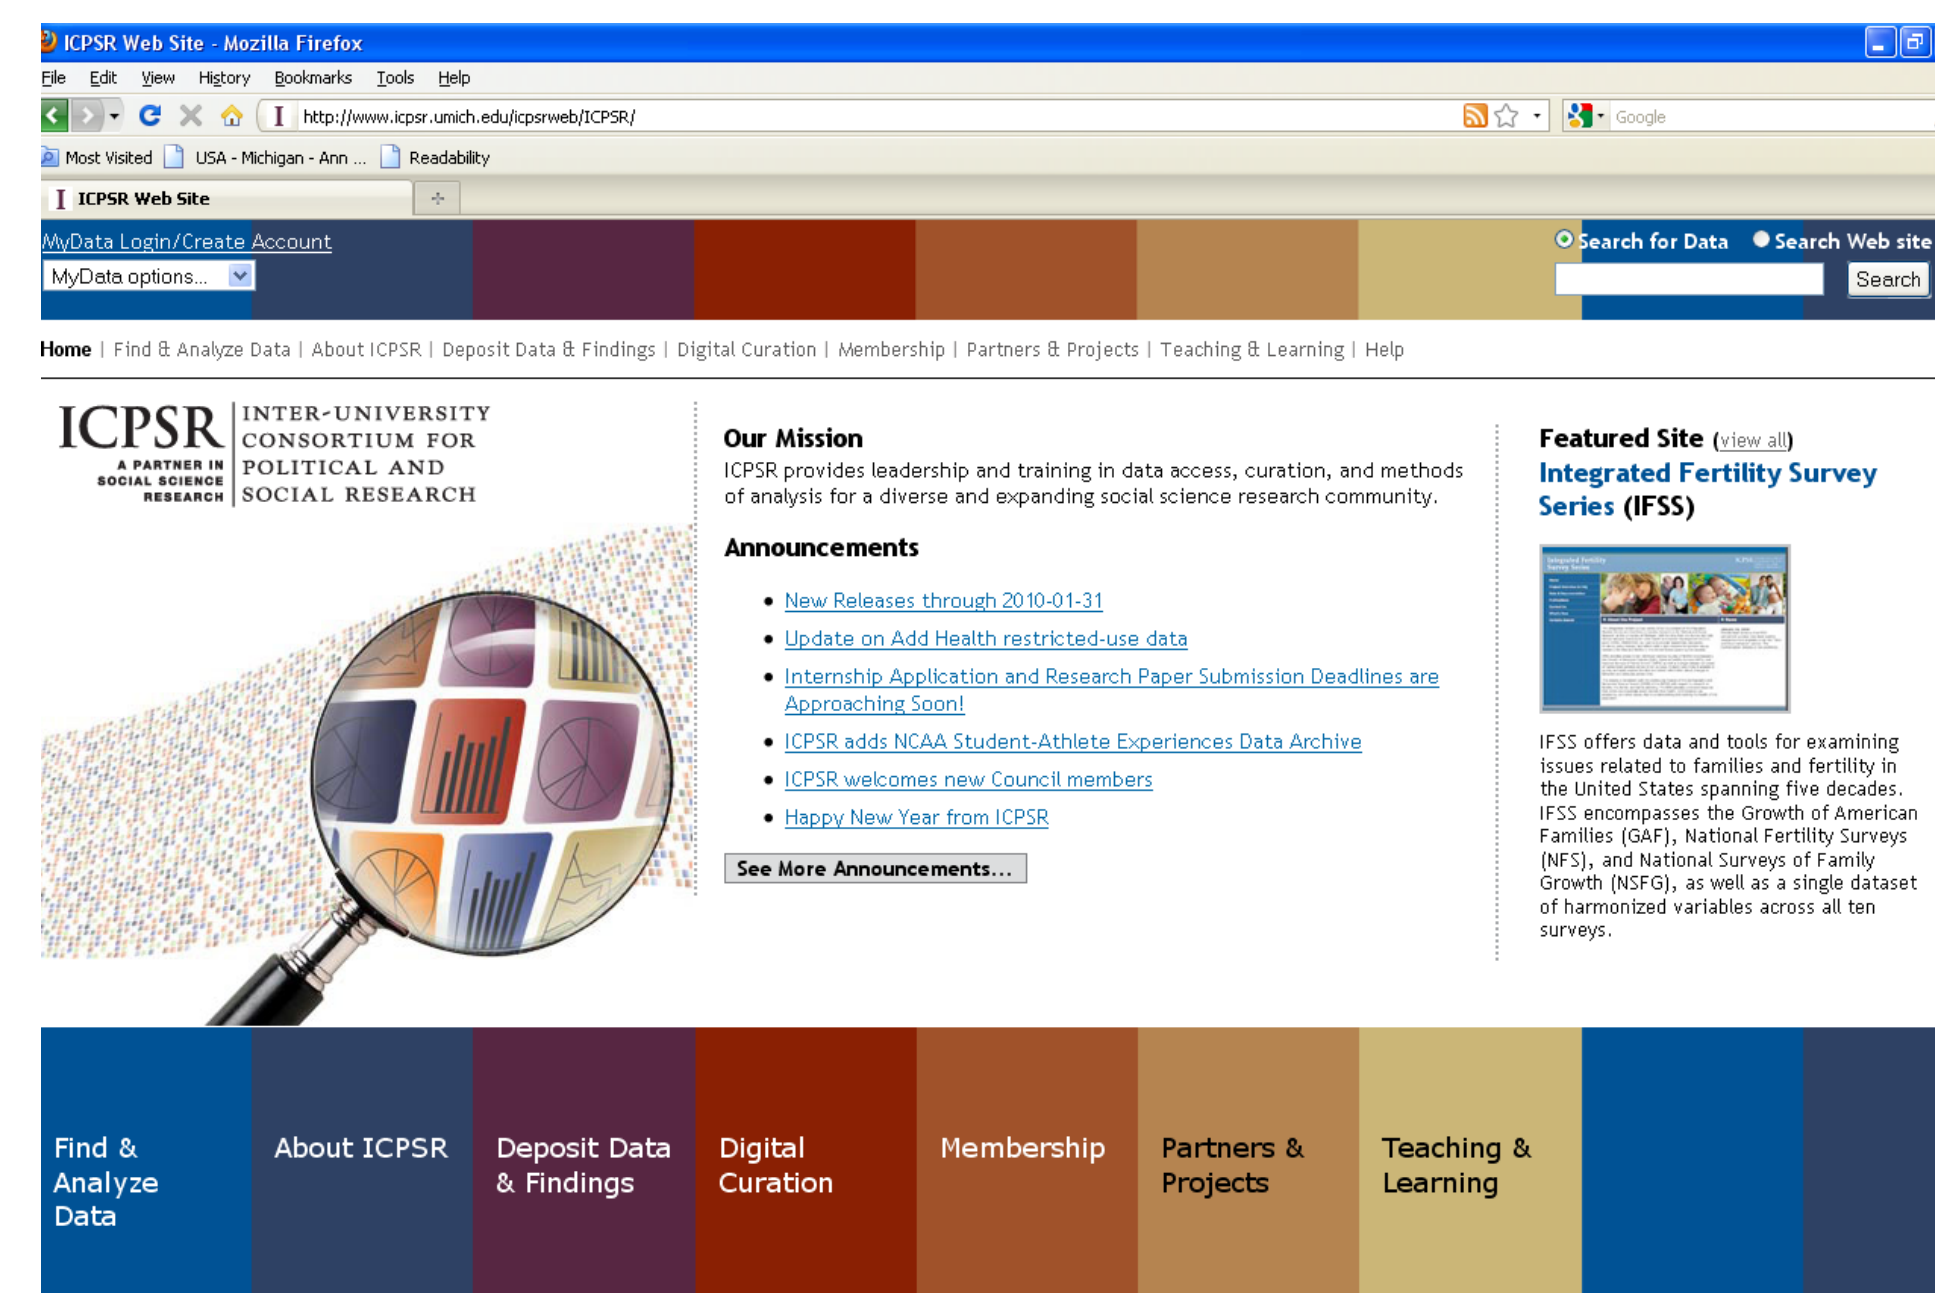 ICPSR Web Site - Mozilla Firefox
File Edit View History Bookmarks Tools Help
http://www.icpsr.umich.edu/icpsrweb/ICPSR/
Google
Most Visited USA - Michigan - Ann ... Readability
ICPSR Web Site
MyData Login/Create Account
MyData options...
Search for Data Search Web site
Search
Home | Find & Analyze Data | About ICPSR | Deposit Data & Findings | Digital Curation | Membership | Partners & Projects | Teaching & Learning | Help
ICPSR
A PARTNER IN
SOCIAL SCIENCE
RESEARCH
INTER-UNIVERSITY
CONSORTIUM FOR
POLITICAL AND
SOCIAL RESEARCH
Our Mission
ICPSR provides leadership and training in data access, curation, and methods
of analysis for a diverse and expanding social science research community.
Announcements
• New Releases through 2010-01-31
• Update on Add Health restricted-use data
• Internship Application and Research Paper Submission Deadlines are
Approaching Soon!
• ICPSR adds NCAA Student-Athlete Experiences Data Archive
• ICPSR welcomes new Council members
• Happy New Year from ICPSR
See More Announcements...
Featured Site (view all)
Integrated Fertility Survey
Series (IFSS)
Integrated Fertility
Survey Series
IFSS offers data and tools for examining
issues related to families and fertility in
the United States spanning five decades.
IFSS encompasses the Growth of American
Families (GAF), National Fertility Surveys
(NFS), and National Surveys of Family
Growth (NSFG), as well as a single dataset
of harmonized variables across all ten
surveys.
Find &
Analyze
Data
About ICPSR
Deposit Data
& Findings
Digital
Curation
Membership
Partners &
Projects
Teaching &
Learning